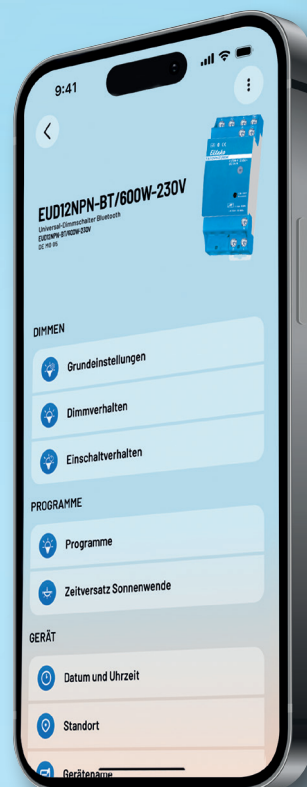 9:41
Eltako
EUD12NPN-BT/600W-230V
Universal-Dimmschalter Bluetooth
EUD12NPN-BT/600W-230V
DIMMEN
Grundeinstellungen
Dimmverhalten
Einschaltverhalten
PROGRAMME
Programme
Zeitversatz Sonnenwende
GERÄT
Datum und Uhrzeit
Standort
Gerätename